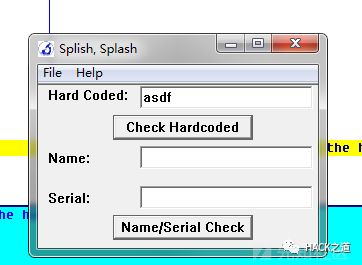 Splish, Splash
File Help
Hard Coded: asdf
Check Hardcoded
the h
Name:
the h
Serial:
Name/Serial Check
HACK之道